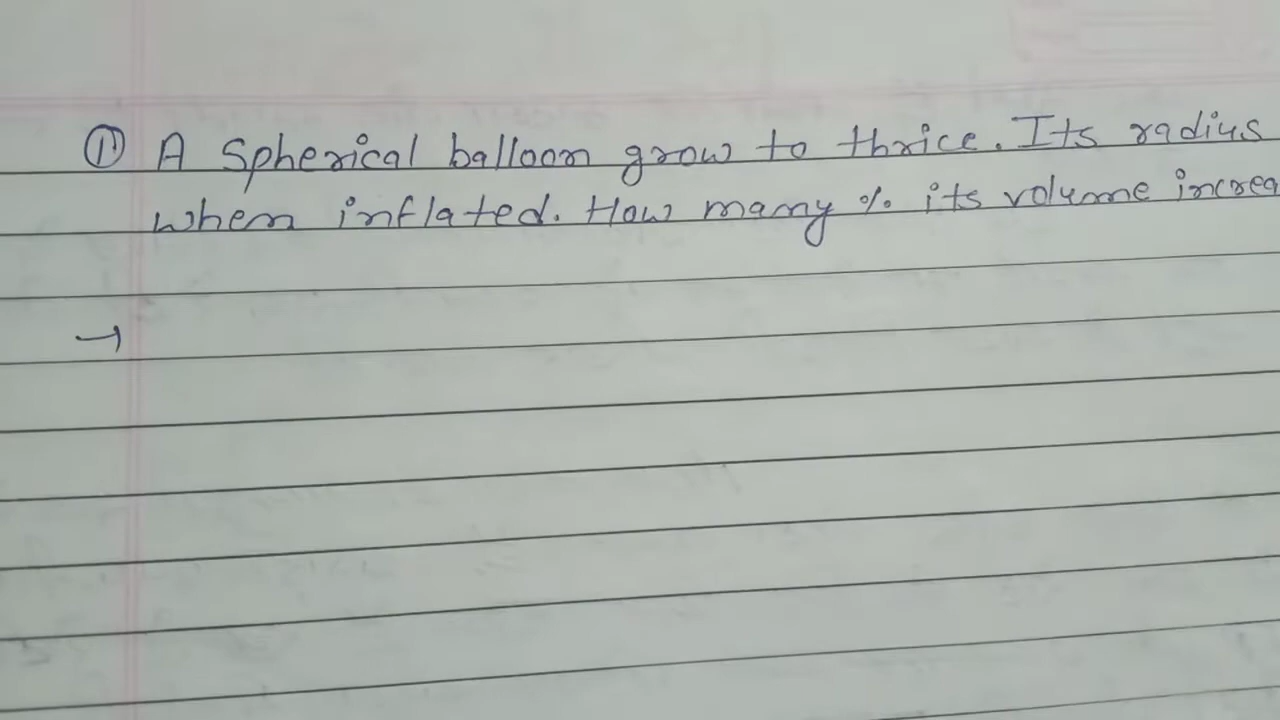 ① A Spherical balloon grow to thrice. Its radius
when inflated. How many % its volume increa
→